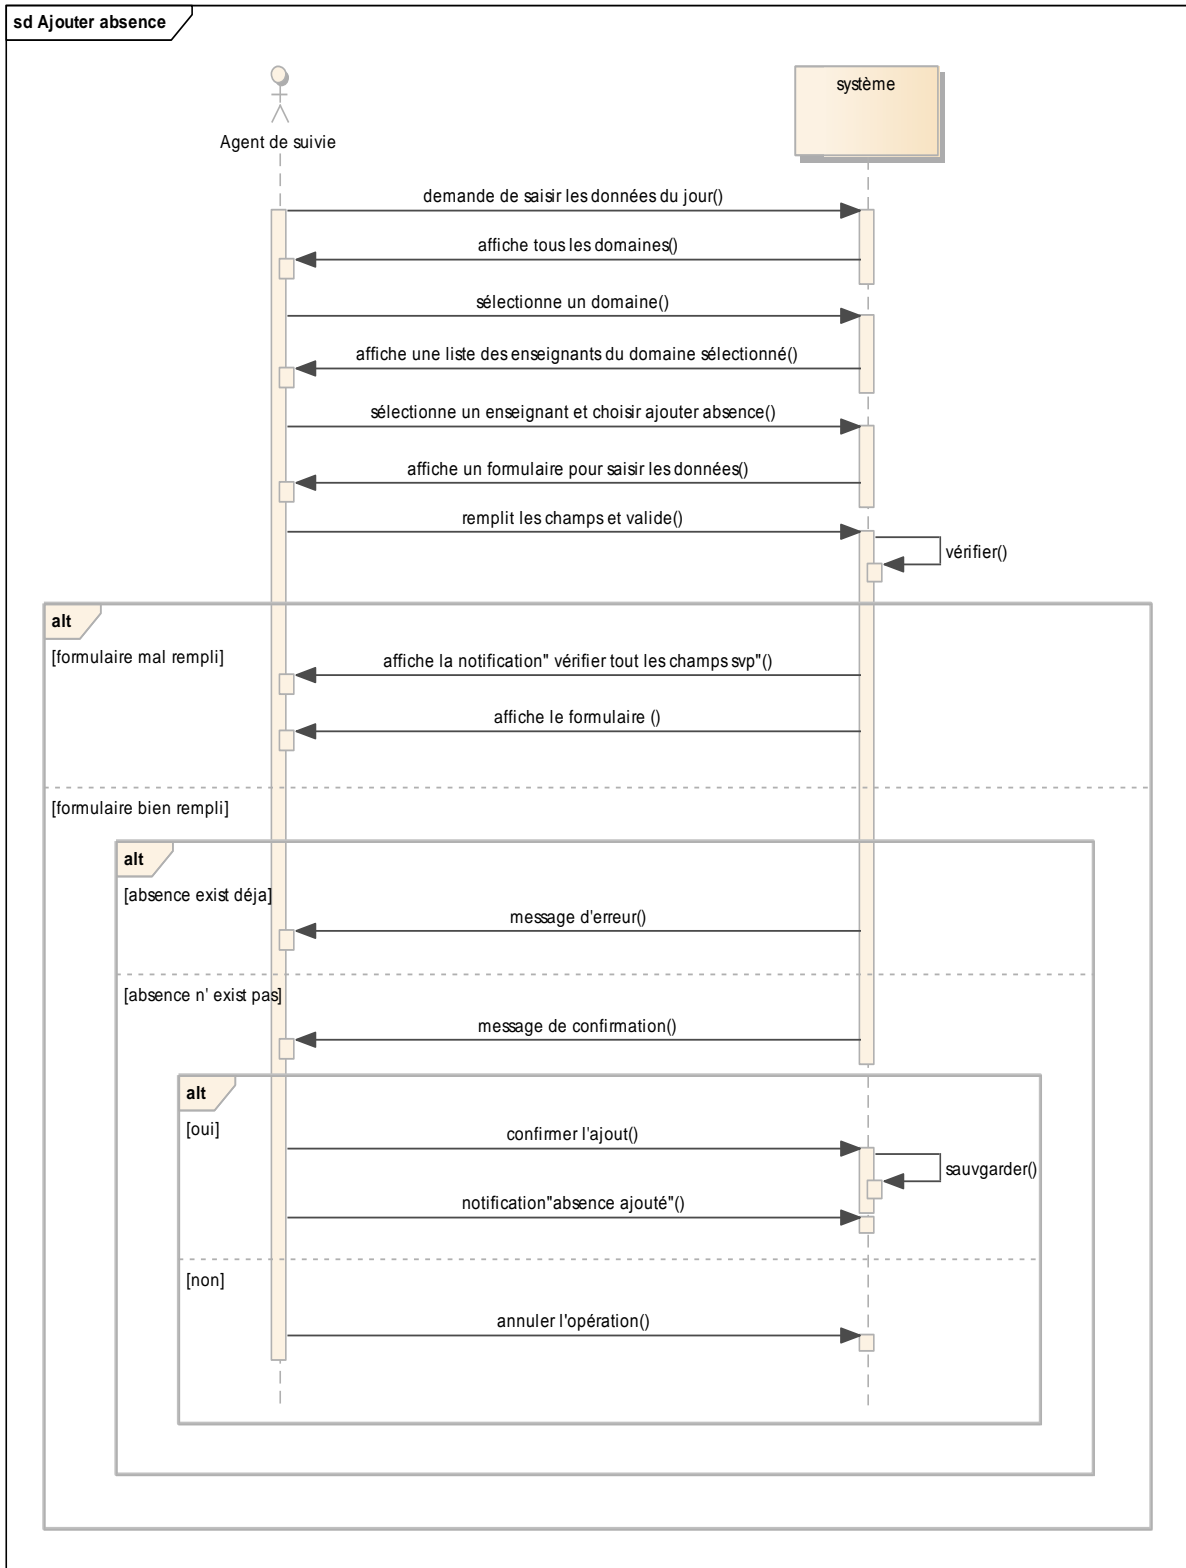 sd Ajouter absence
système
Agent de suivie
demande de saisir les données du jour()
affiche tous les domaines()
sélectionne un domaine()
affiche une liste des enseignants du domaine sélectionné()
sélectionne un enseignant et choisir ajouter absence()
affiche un formulaire pour saisir les données()
remplit les champs et valide()
vérifier()
alt
[formulaire mal rempli]
affiche la notification" vérifier tout les champs svp"()
affiche le formulaire ()
[formulaire bien rempli]
alt
[absence exist déja]
message d'erreur()
[absence n' exist pas]
message de confirmation()
alt
[oui]
confirmer l'ajout()
sauvgarder()
notification"absence ajouté"()
[non]
annuler l'opération()